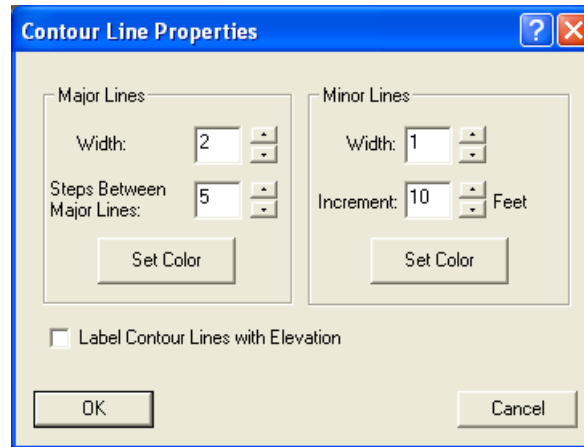 Contour Line Properties
Major Lines
Width: 2
Steps Between
Major Lines: 5
Set Color
Minor Lines
Width: 1
Increment: 10 Feet
Set Color
Label Contour Lines with Elevation
OK
Cancel